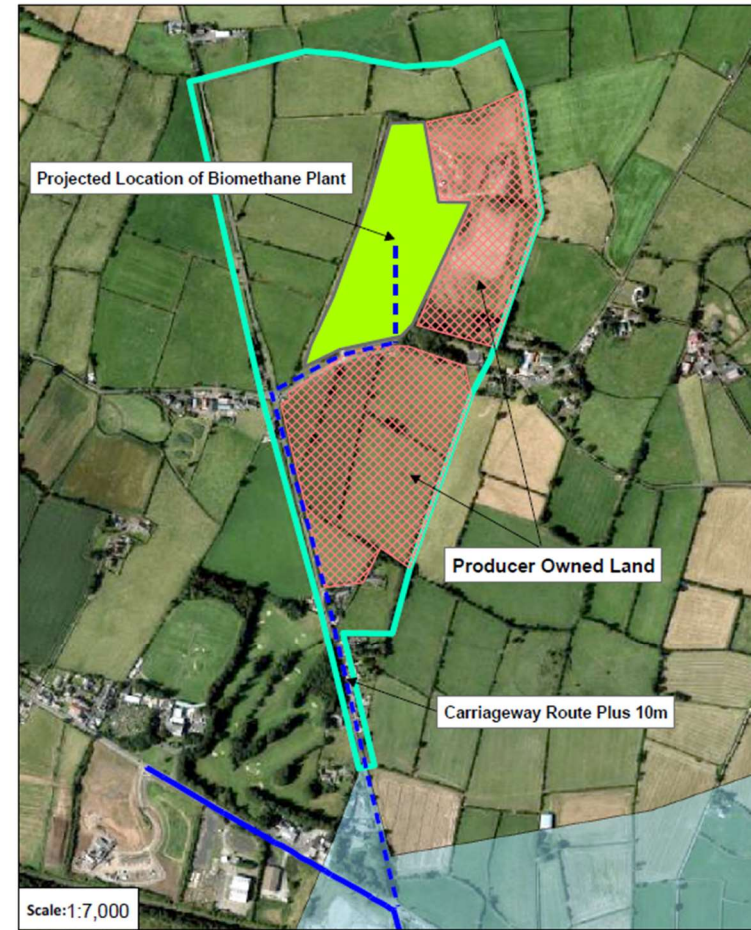 Projected Location of Biomethane Plant
Producer Owned Land
Carriageway Route Plus 10m
Scale:1:7,000